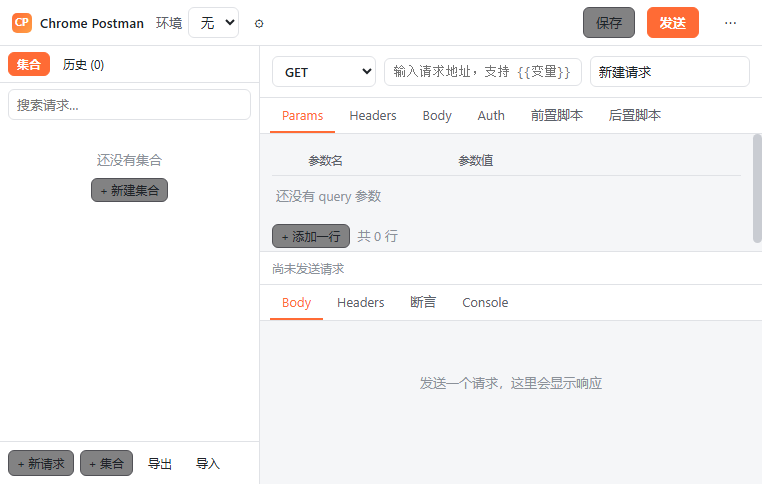 CP Chrome Postman 环境 无 保存 发送 ...
集合 历史 (0)
GET 输入请求地址，支持 {{变量}} 新建请求
搜索请求...
Params Headers Body Auth 前置脚本 后置脚本
还没有集合
+ 新建集合
参数名 参数值
还没有 query 参数
+ 添加一行 共 0 行
尚未发送请求
Body Headers 断言 Console
发送一个请求，这里会显示响应
+ 新请求 + 集合 导出 导入